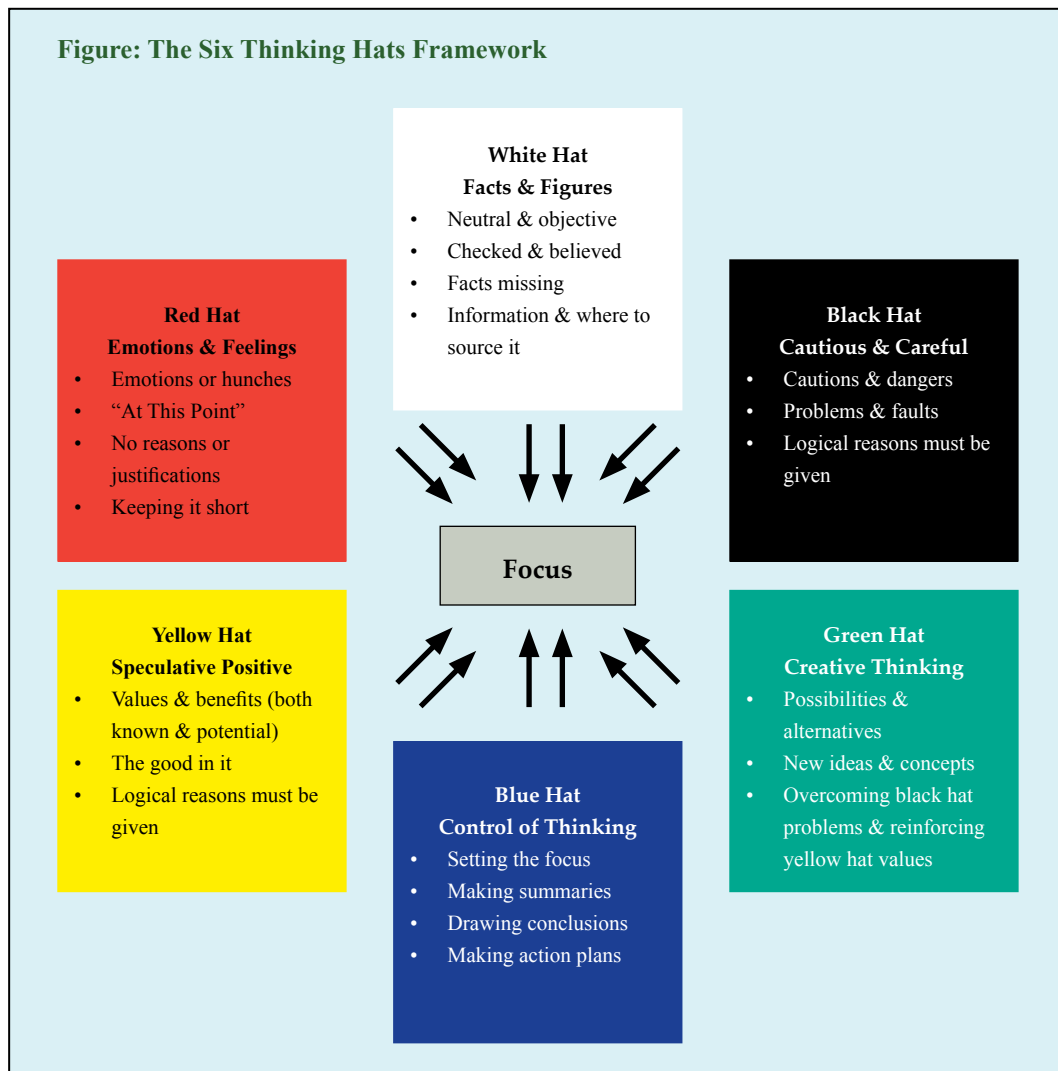 Figure: The Six Thinking Hats Framework
White Hat
Facts & Figures
• Neutral & objective
• Checked & believed
• Facts missing
• Information & where to
source it
Red Hat
Emotions & Feelings
• Emotions or hunches
• “At This Point”
• No reasons or
justifications
• Keeping it short
Black Hat
Cautious & Careful
• Cautions & dangers
• Problems & faults
• Logical reasons must be
given
Focus
Yellow Hat
Speculative Positive
• Values & benefits (both
known & potential)
• The good in it
• Logical reasons must be
given
Green Hat
Creative Thinking
• Possibilities &
alternatives
• New ideas & concepts
• Overcoming black hat
problems & reinforcing
yellow hat values
Blue Hat
Control of Thinking
• Setting the focus
• Making summaries
• Drawing conclusions
• Making action plans